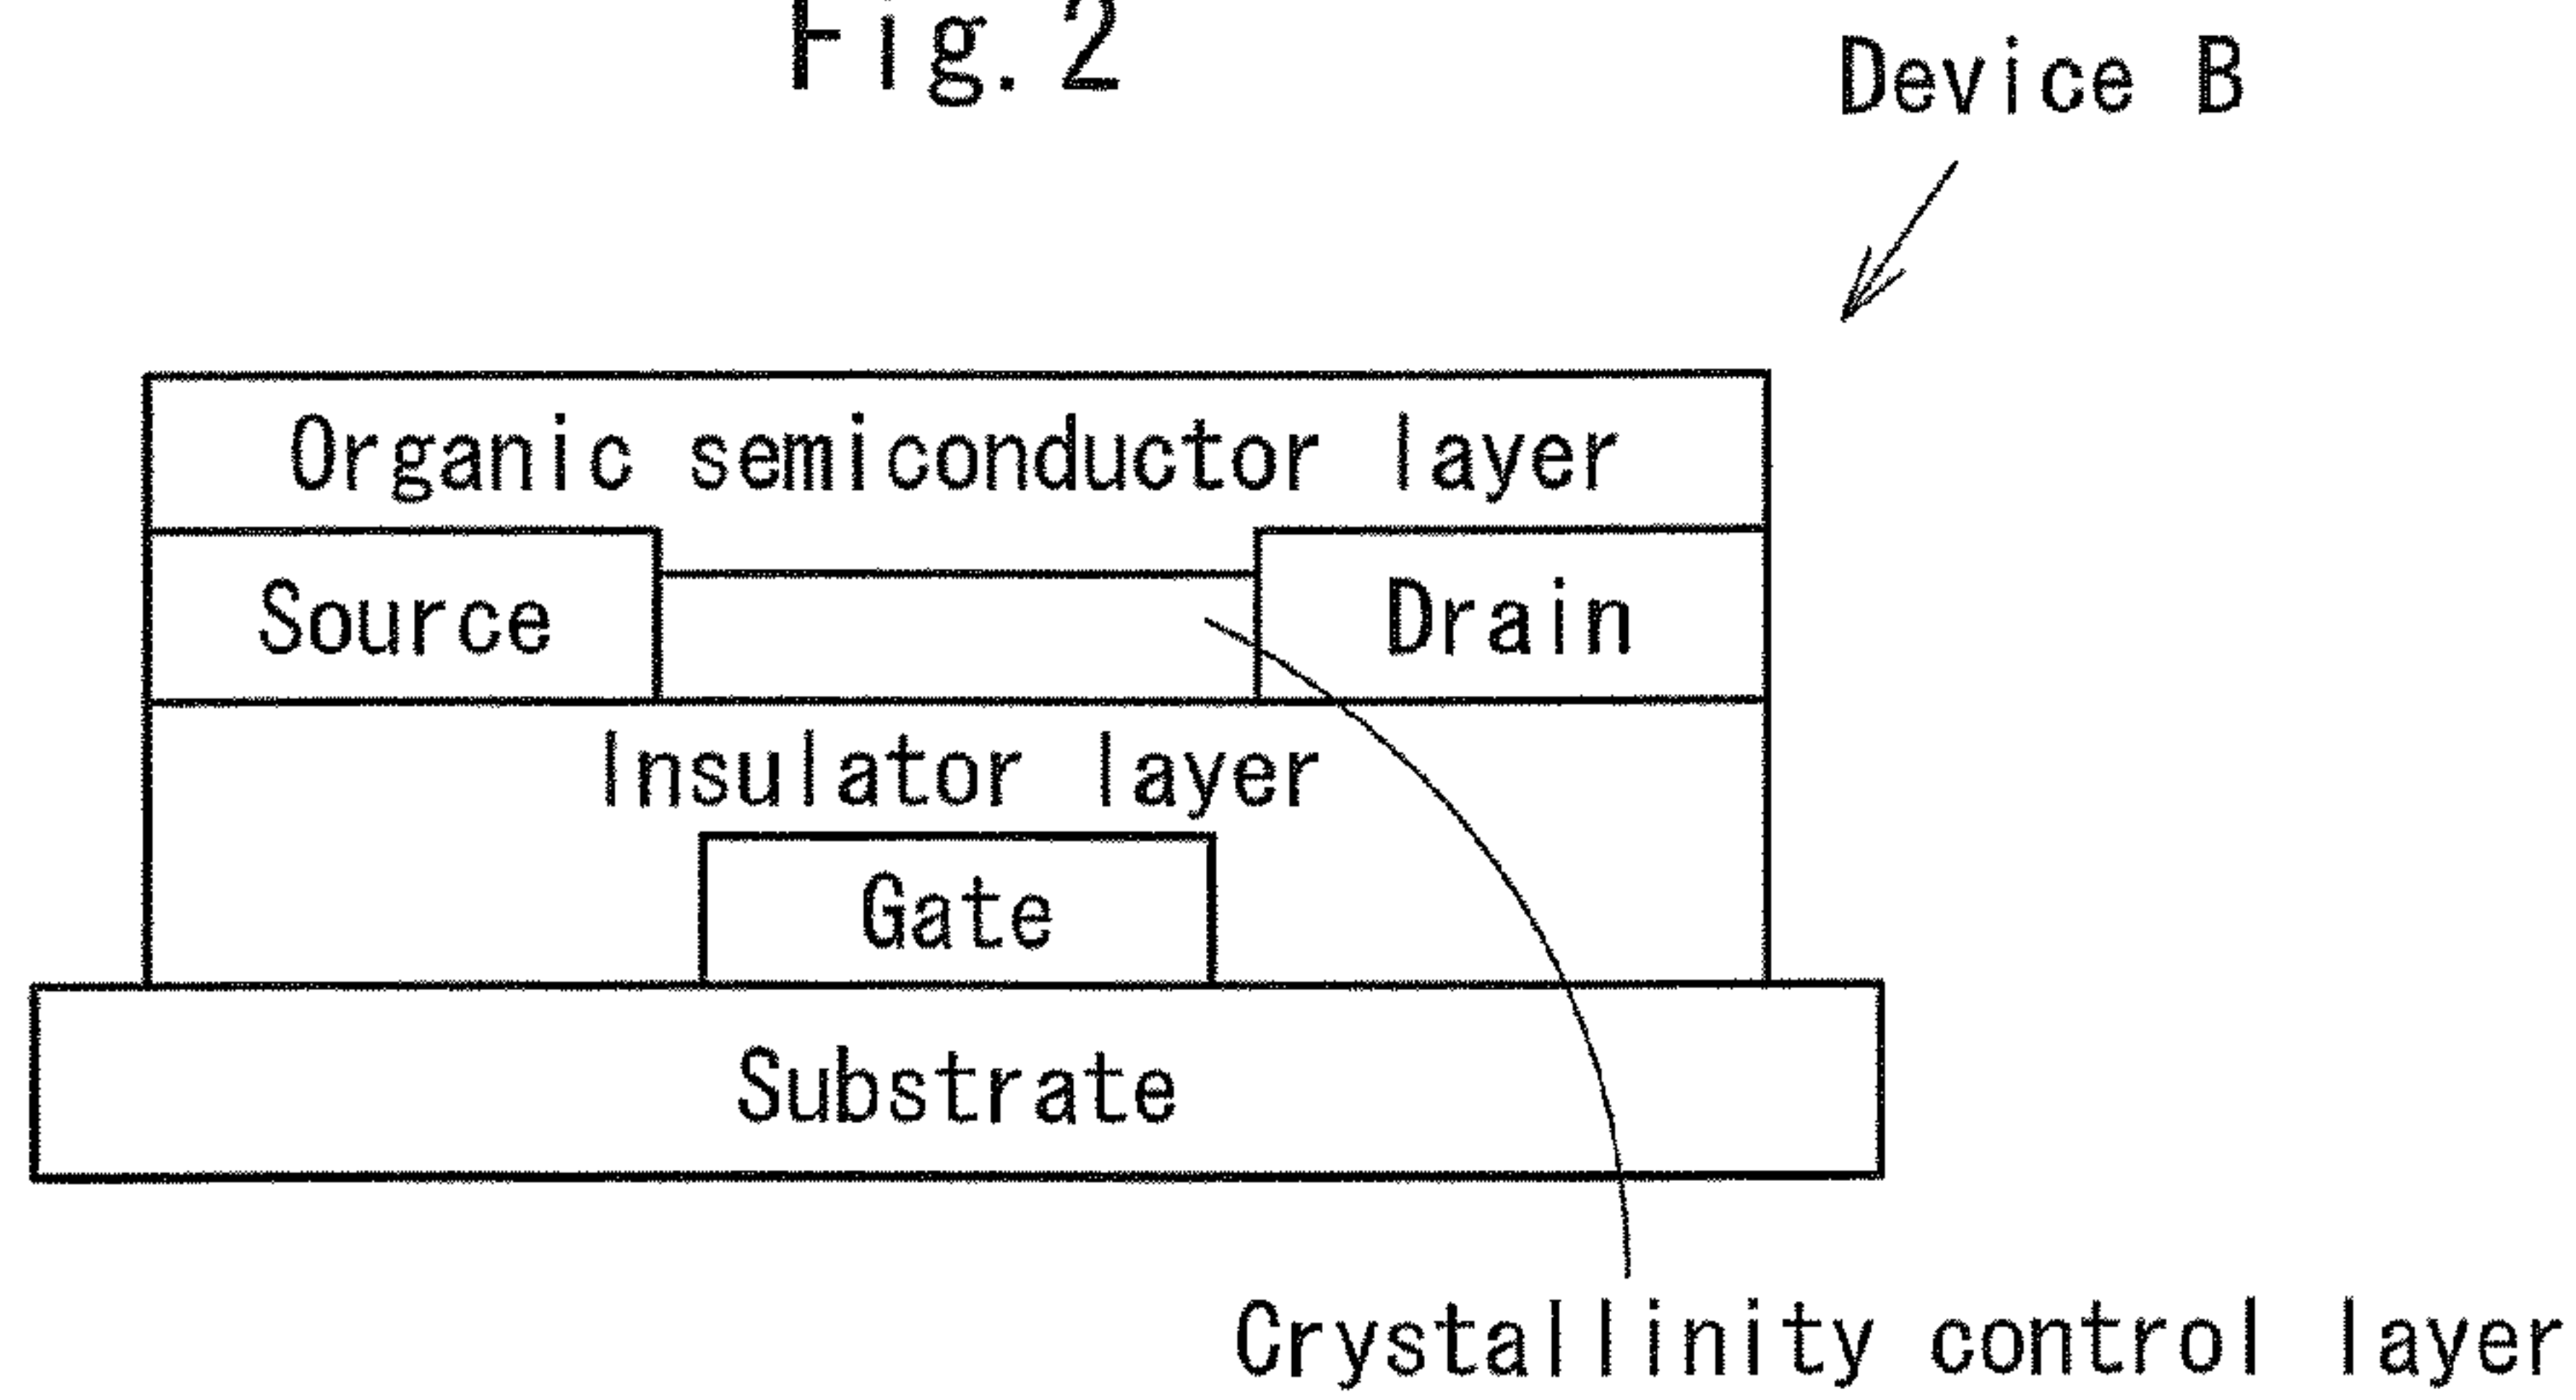 Fig. 2
Device B
Organic semiconductor layer
Source
Drain
Insulator layer
Gate
Substrate
Crystallinity control layer